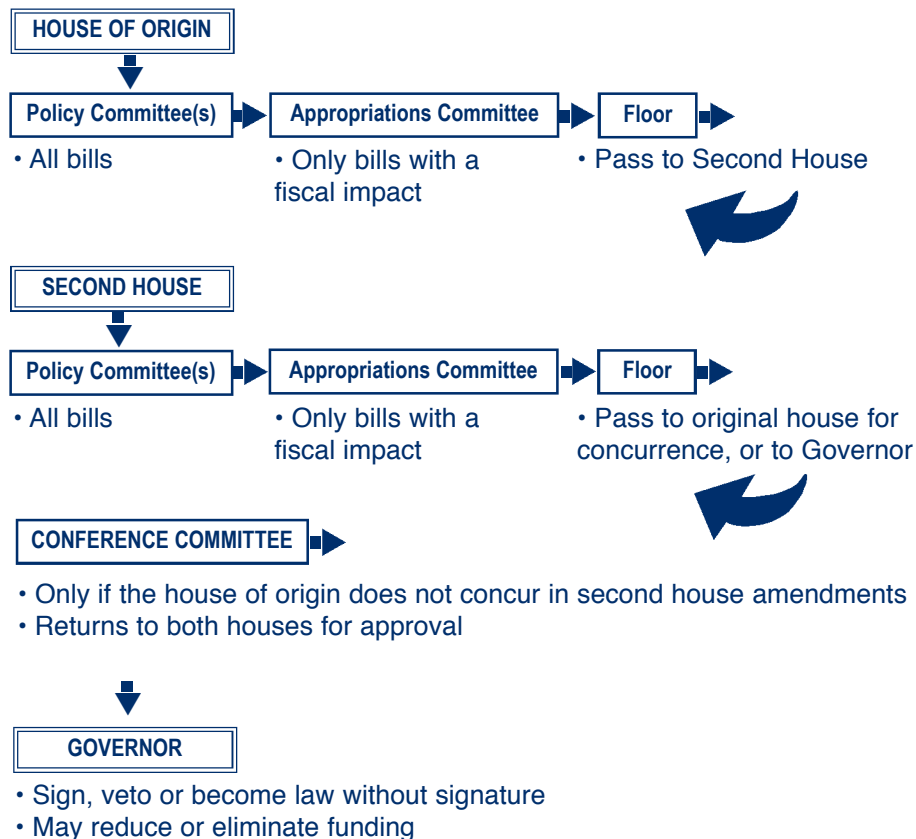 HOUSE OF ORIGIN
Policy Committee(s) Appropriations Committee Floor
• All bills
• Only bills with a
fiscal impact
• Pass to Second House
SECOND HOUSE
Policy Committee(s) Appropriations Committee Floor
• All bills
• Only bills with a
fiscal impact
• Pass to original house for
concurrence, or to Governor
CONFERENCE COMMITTEE
• Only if the house of origin does not concur in second house amendments
• Returns to both houses for approval
GOVERNOR
• Sign, veto or become law without signature
• May reduce or eliminate funding